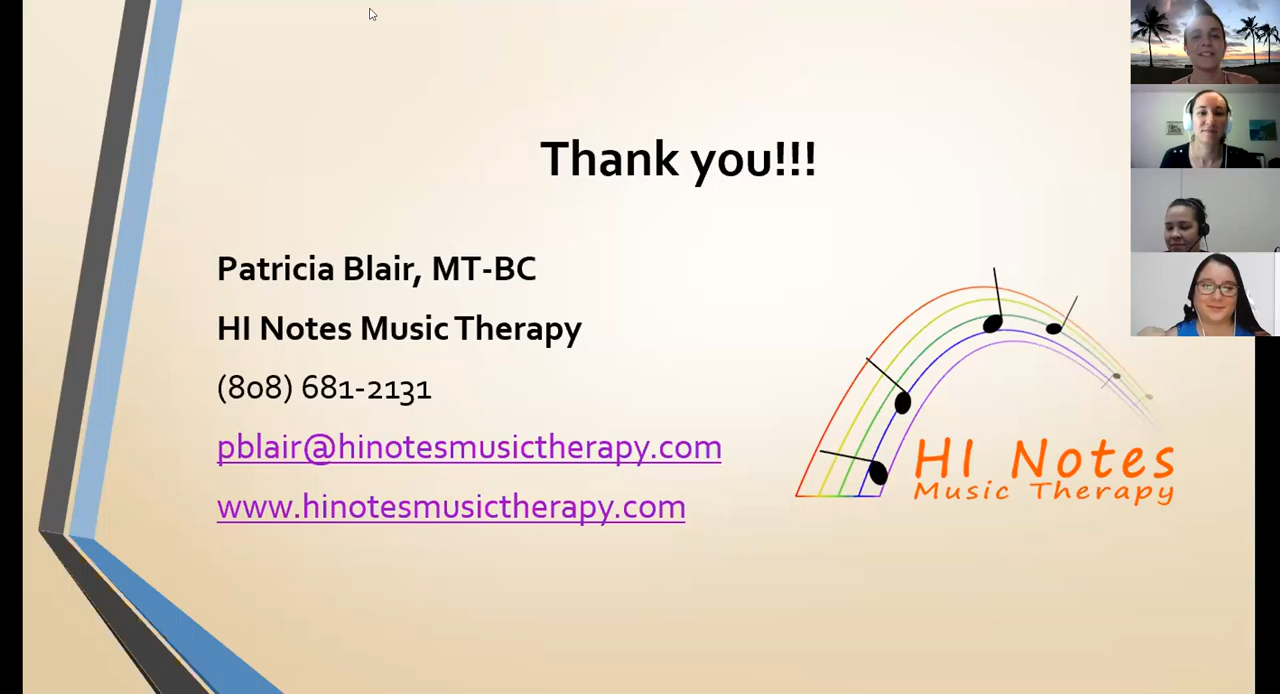 Thank you!!!
Patricia Blair, MT-BC
HI Notes Music Therapy
(808) 681-2131
pblair@hinotesmusictherapy.com
www.hinotesmusictherapy.com
HI Notes
Music Therapy